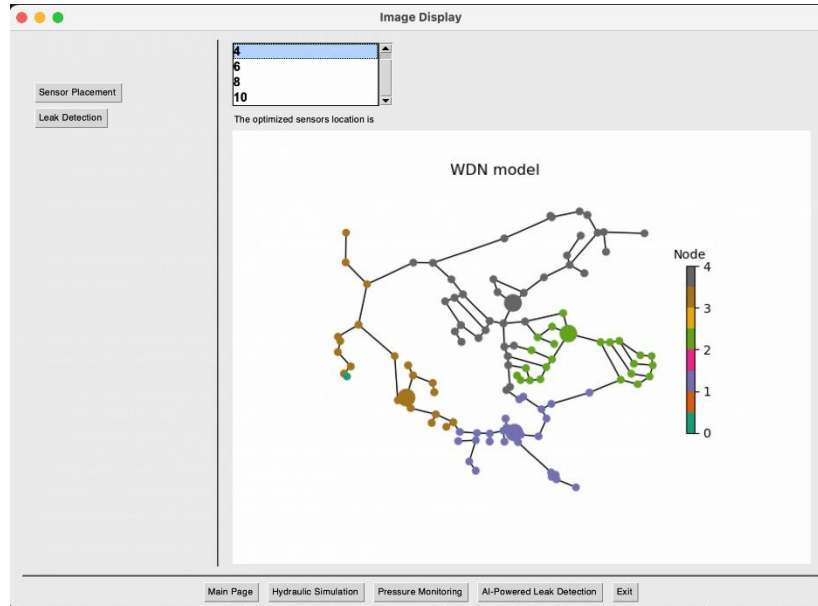 Image Display
4
6
8
10
Sensor Placement
Leak Detection
The optimized sensors location is
WDN model
Node
4
3
2
1
0
Main Page Hydraulic Simulation Pressure Monitoring AI-Powered Leak Detection Exit